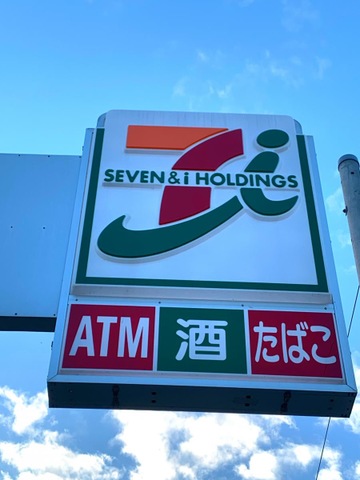 SEVEN & i HOLDINGS
ATM 酒 たばこ